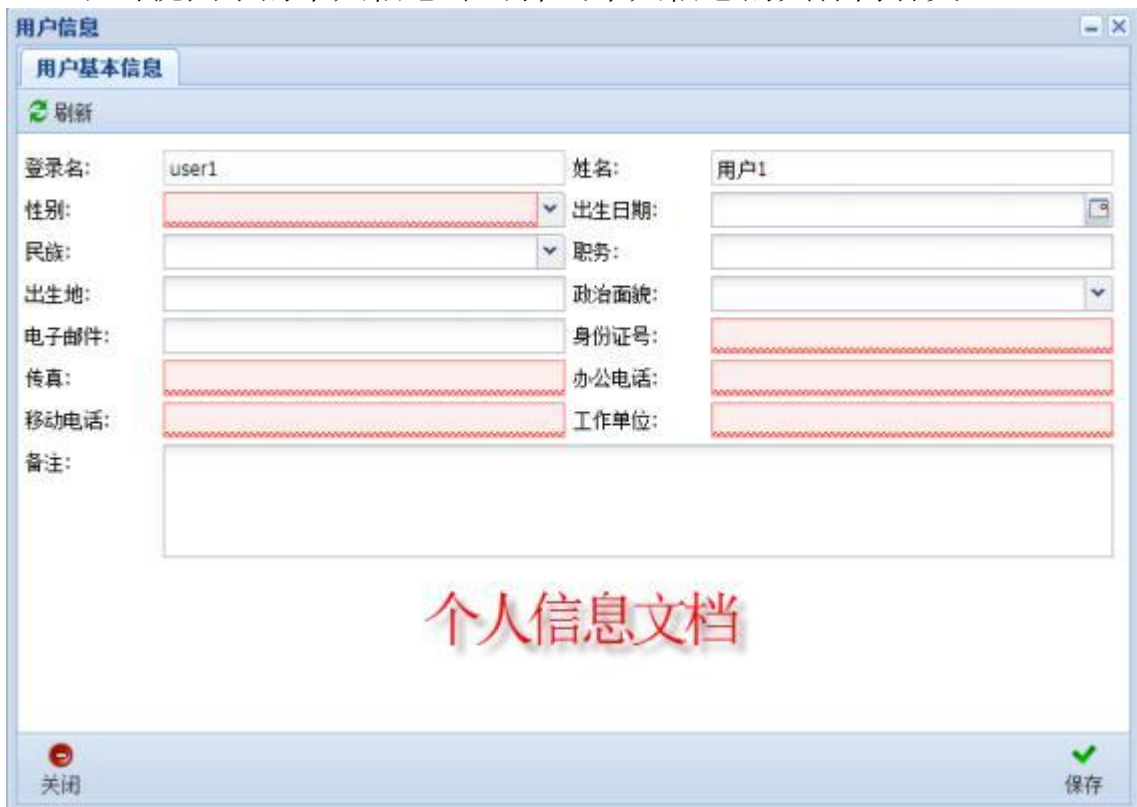 用户信息
用户基本信息
刷新
登录名: user1 姓名: 用户1
性别: 出生日期:
民族: 职务:
出生地: 政治面貌:
电子邮件: 身份证号:
传真: 办公电话:
移动电话: 工作单位:
备注:
个人信息文档
关闭 保存